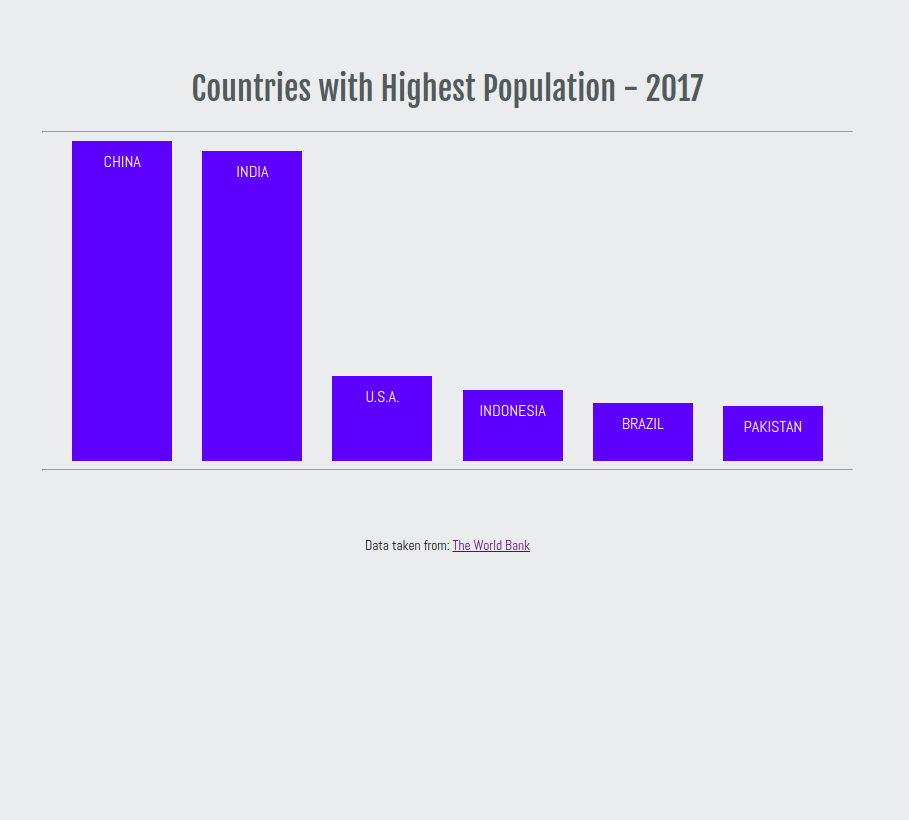 Countries with Highest Population - 2017
CHINA
INDIA
U.S.A.
INDONESIA
BRAZIL
PAKISTAN
Data taken from: The World Bank